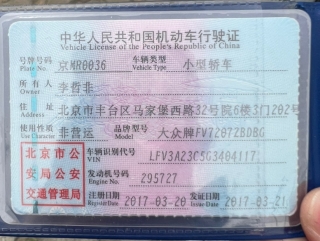 中华人民共和国机动车行驶证
Vehicle License of the People's Republic of China
号牌号码 京MR0036 车辆类型 小型轿车
Plate No. Vehicle Type
所有人 李哲非
Owner
住址 北京市丰台区马家堡西路32号院6楼3门202号
Address
使用性质 非营运 品牌型号 大众牌FV7207ZBDBG
Use Character Model
北京市公安局公安交通管理局
车辆识别代号 LFV3A23C5G3404117
VIN
发动机号码 295727
Engine No.
注册日期 2017-03-20 发证日期 2017-03-21
Register Date Issue Date